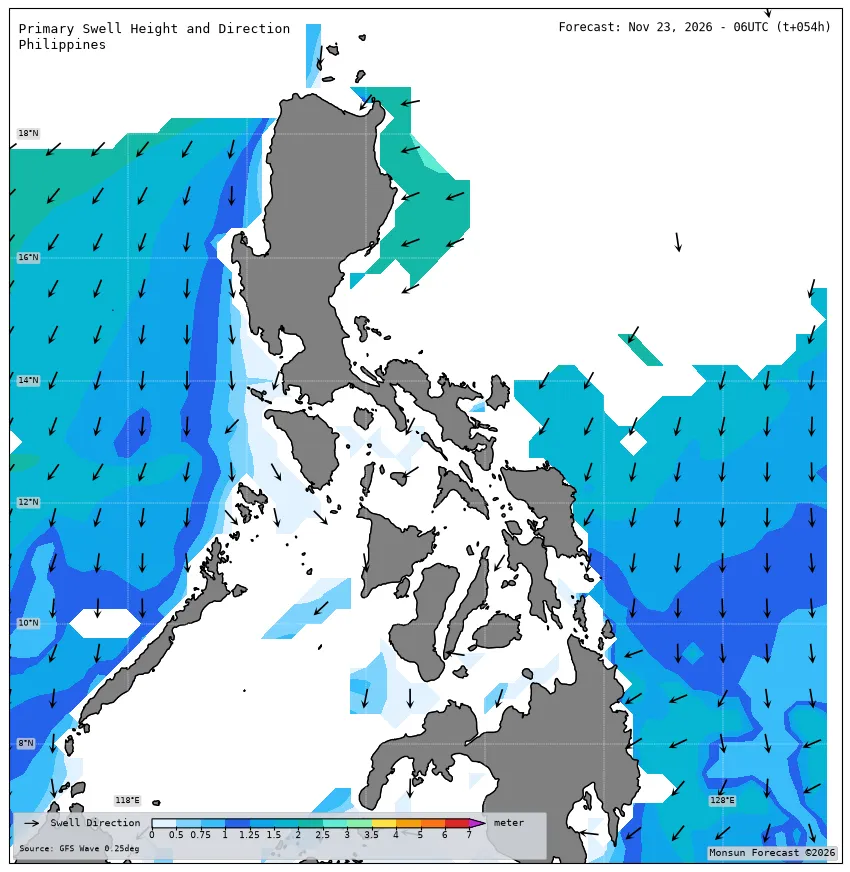 Primary Swell Height and Direction
Philippines
Forecast: Nov 23, 2026 - 06UTC (t+054h)
18°N
16°N
14°N
12°N
10°N
8°N
118°E
128°E
Swell Direction
0 0.5 0.75 1 1.25 1.5 2 2.5 3 3.5 4 5 6 7
meter
Source: GFS Wave 0.25deg
Monsun Forecast ©2026